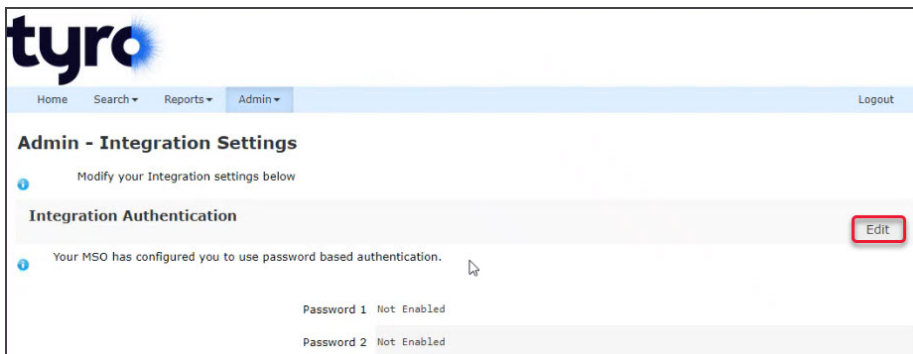 tyro
Home Search Reports Admin Logout
Admin - Integration Settings
Modify your Integration settings below
Integration Authentication
Edit
Your MSO has configured you to use password based authentication.
Password 1 Not Enabled
Password 2 Not Enabled